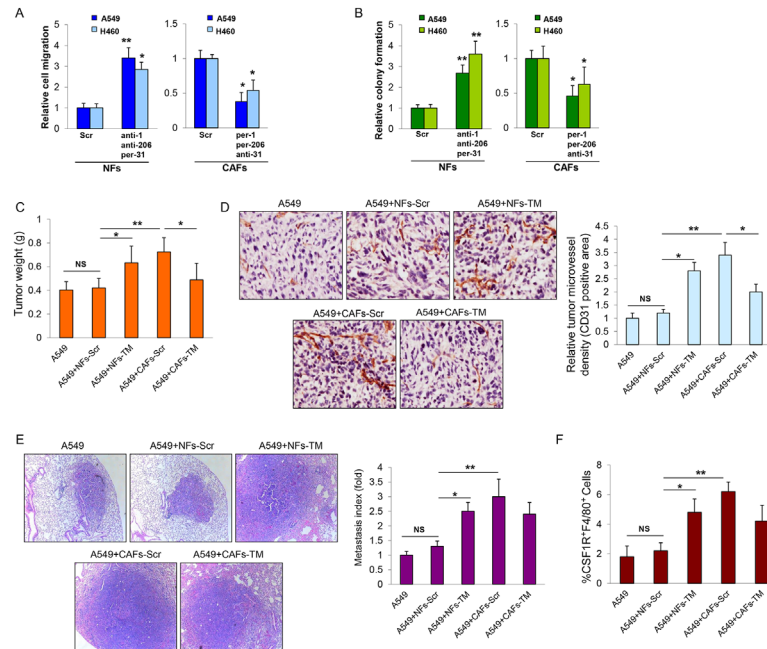 A
A549
H460
Relative cell migration
5
4
3
2
1
0
**
*
Scr
anti-1
anti-206
per-31
NFs
1.5
1
0.5
0
*
*
Scr
per-1
per-206
anti-31
CAFs
B
A549
H460
Relative colony formation
5
4
3
2
1
0
**
**
Scr
anti-1
anti-206
per-31
NFs
1.5
1
0.5
0
*
*
Scr
per-1
per-206
anti-31
CAFs
C
Tumor weight (g)
1
0.8
0.6
0.4
0.2
0
NS
*
**
*
A549
A549+NFs-Scr
A549+NFs-TM
A549+CAFs-Scr
A549+CAFs-TM
D
A549
A549+NFs-Scr
A549+NFs-TM
A549+CAFs-Scr
A549+CAFs-TM
Relative tumor microvessel
density (CD31 positive area)
4.5
4
3.5
3
2.5
2
1.5
1
0.5
NS
*
**
*
A549
A549+NFs-Scr
A549+NFs-TM
A549+CAFs-Scr
A549+CAFs-TM
E
A549
A549+NFs-Scr
A549+NFs-TM
A549+CAFs-Scr
A549+CAFs-TM
Metastasis index (fold)
4
3.5
3
2.5
2
1.5
1
0.5
0
NS
*
**
A549
A549+NFs-Scr
A549+NFs-TM
A549+CAFs-Scr
A549+CAFs-TM
F
%CSF1R⁺F4/80⁺ Cells
8
6
4
2
0
NS
*
**
A549
A549+NFs-Scr
A549+NFs-TM
A549+CAFs-Scr
A549+CAFs-TM